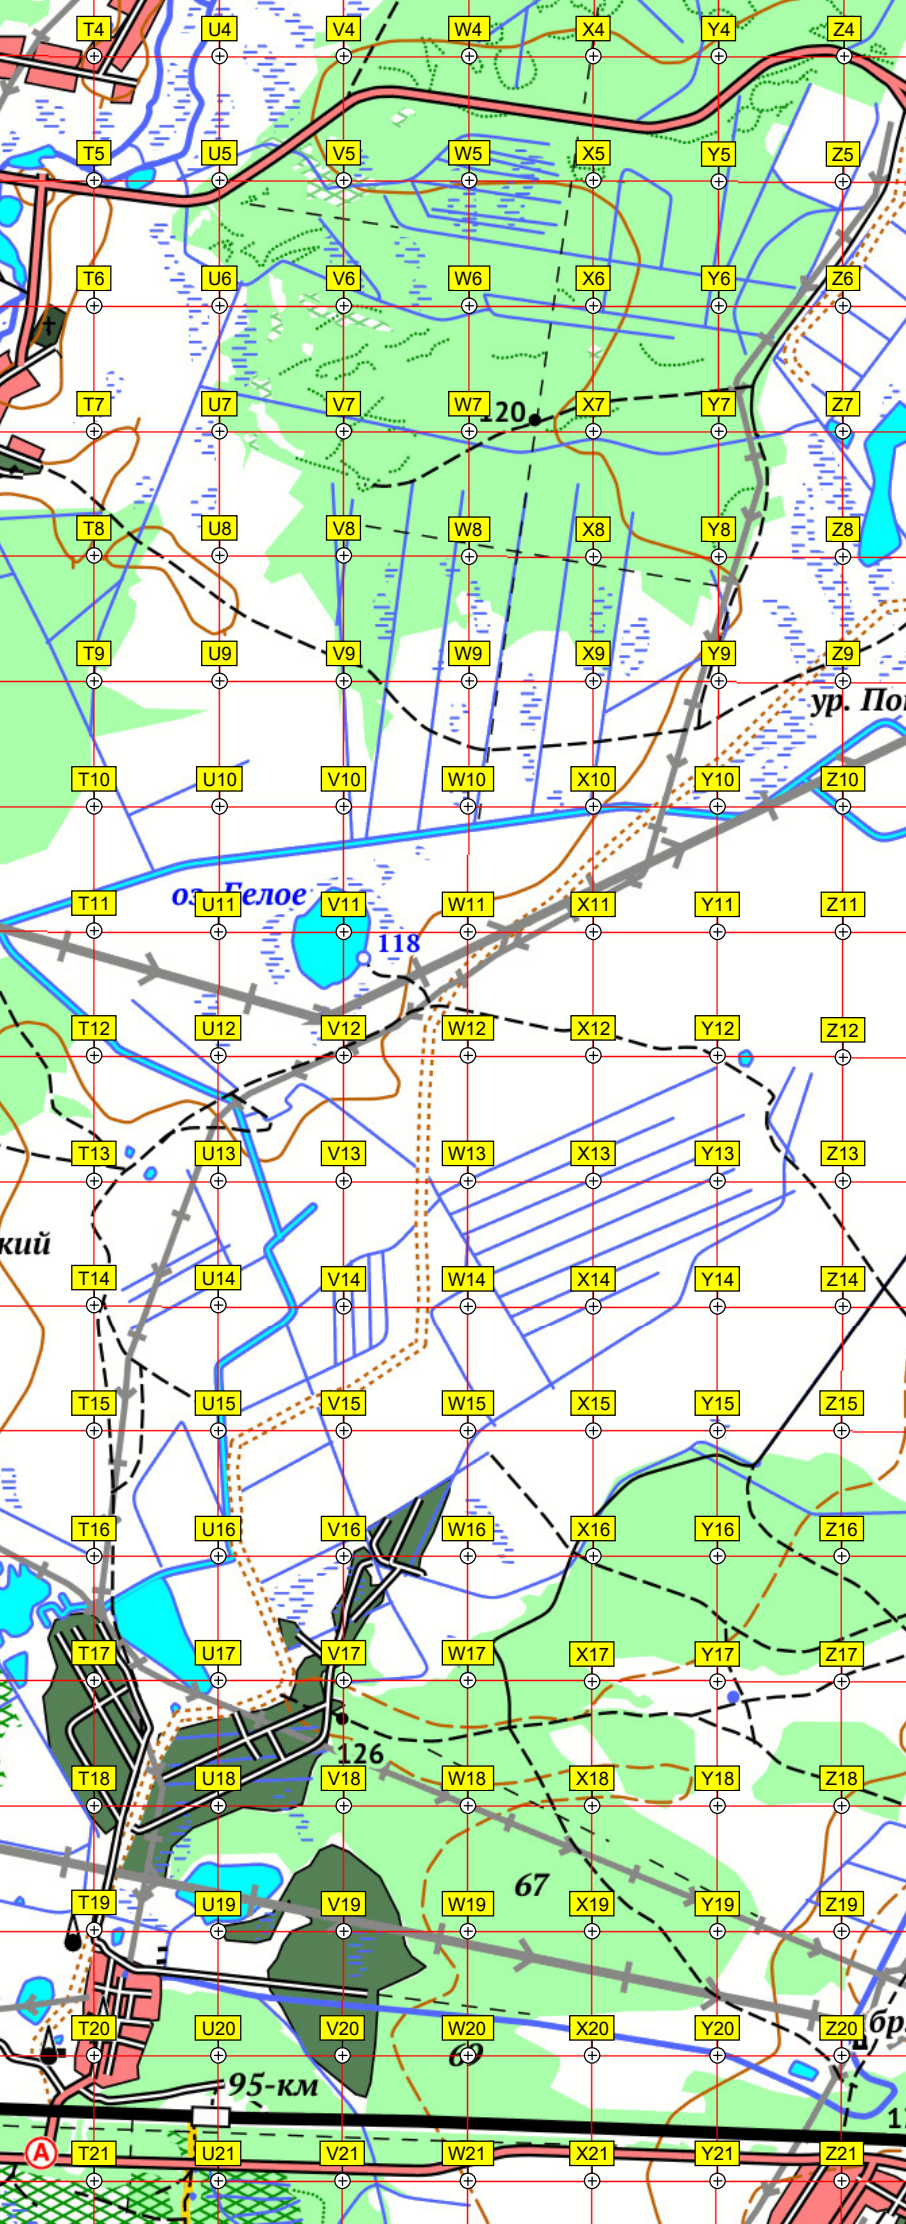 T4 U4 V4 W4 X4 Y4 Z4
T5 U5 V5 W5 X5 Y5 Z5
T6 U6 V6 W6 X6 Y6 Z6
T7 U7 V7 W7 X7 Y7 Z7
120
T8 U8 V8 W8 X8 Y8 Z8
T9 U9 V9 W9 X9 Y9 Z9
ур.
T10 U10 V10 W10 X10 Y10 Z10
оз. Белое
T11 U11 V11 W11 X11 Y11 Z11
118
T12 U12 V12 W12 X12 Y12 Z12
T13 U13 V13 W13 X13 Y13 Z13
кий
T14 U14 V14 W14 X14 Y14 Z14
T15 U15 V15 W15 X15 Y15 Z15
T16 U16 V16 W16 X16 Y16 Z16
T17 U17 V17 W17 X17 Y17 Z17
126
T18 U18 V18 W18 X18 Y18 Z18
67
T19 U19 V19 W19 X19 Y19 Z19
T20 U20 V20 W20 X20 Y20 Z20
69
95-км
A
T21 U21 V21 W21 X21 Y21 Z21